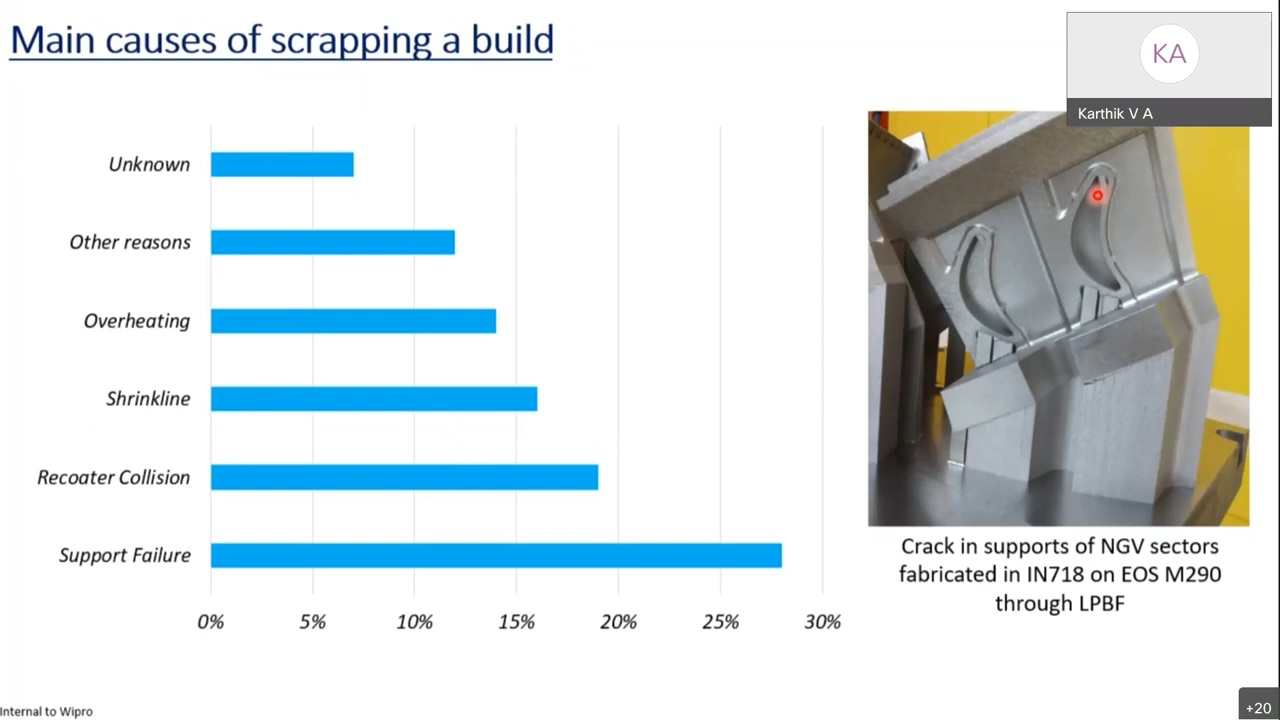 Main causes of scrapping a build
KA
Karthik V A
Unknown
Other reasons
Overheating
Shrinkline
Recoater Collision
Support Failure
0%
5%
10%
15%
20%
25%
30%
Crack in supports of NGV sectors
fabricated in IN718 on EOS M290
through LPBF
Internal to Wipro
+20